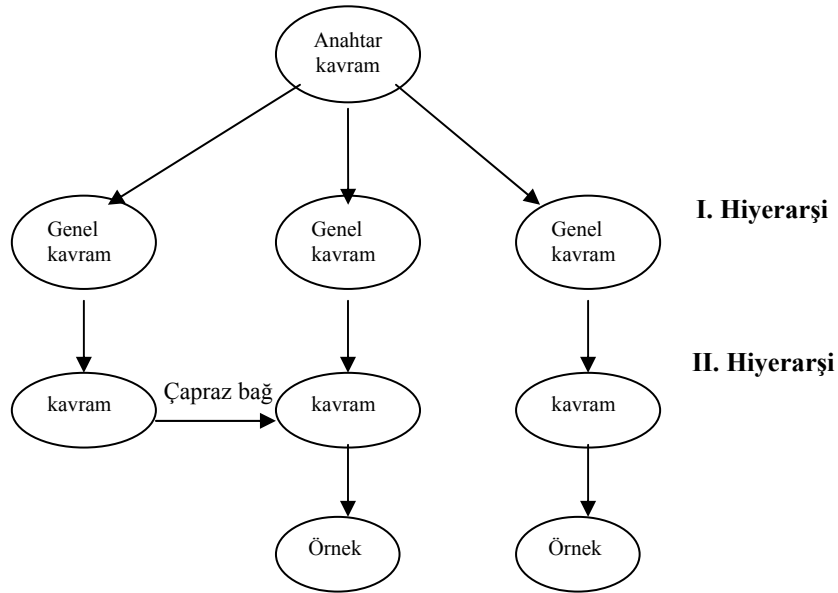 Anahtar
kavram
I. Hiyerarşi
Genel
kavram
Genel
kavram
Genel
kavram
II. Hiyerarşi
kavram
Çapraz bağ
kavram
kavram
Örnek
Örnek